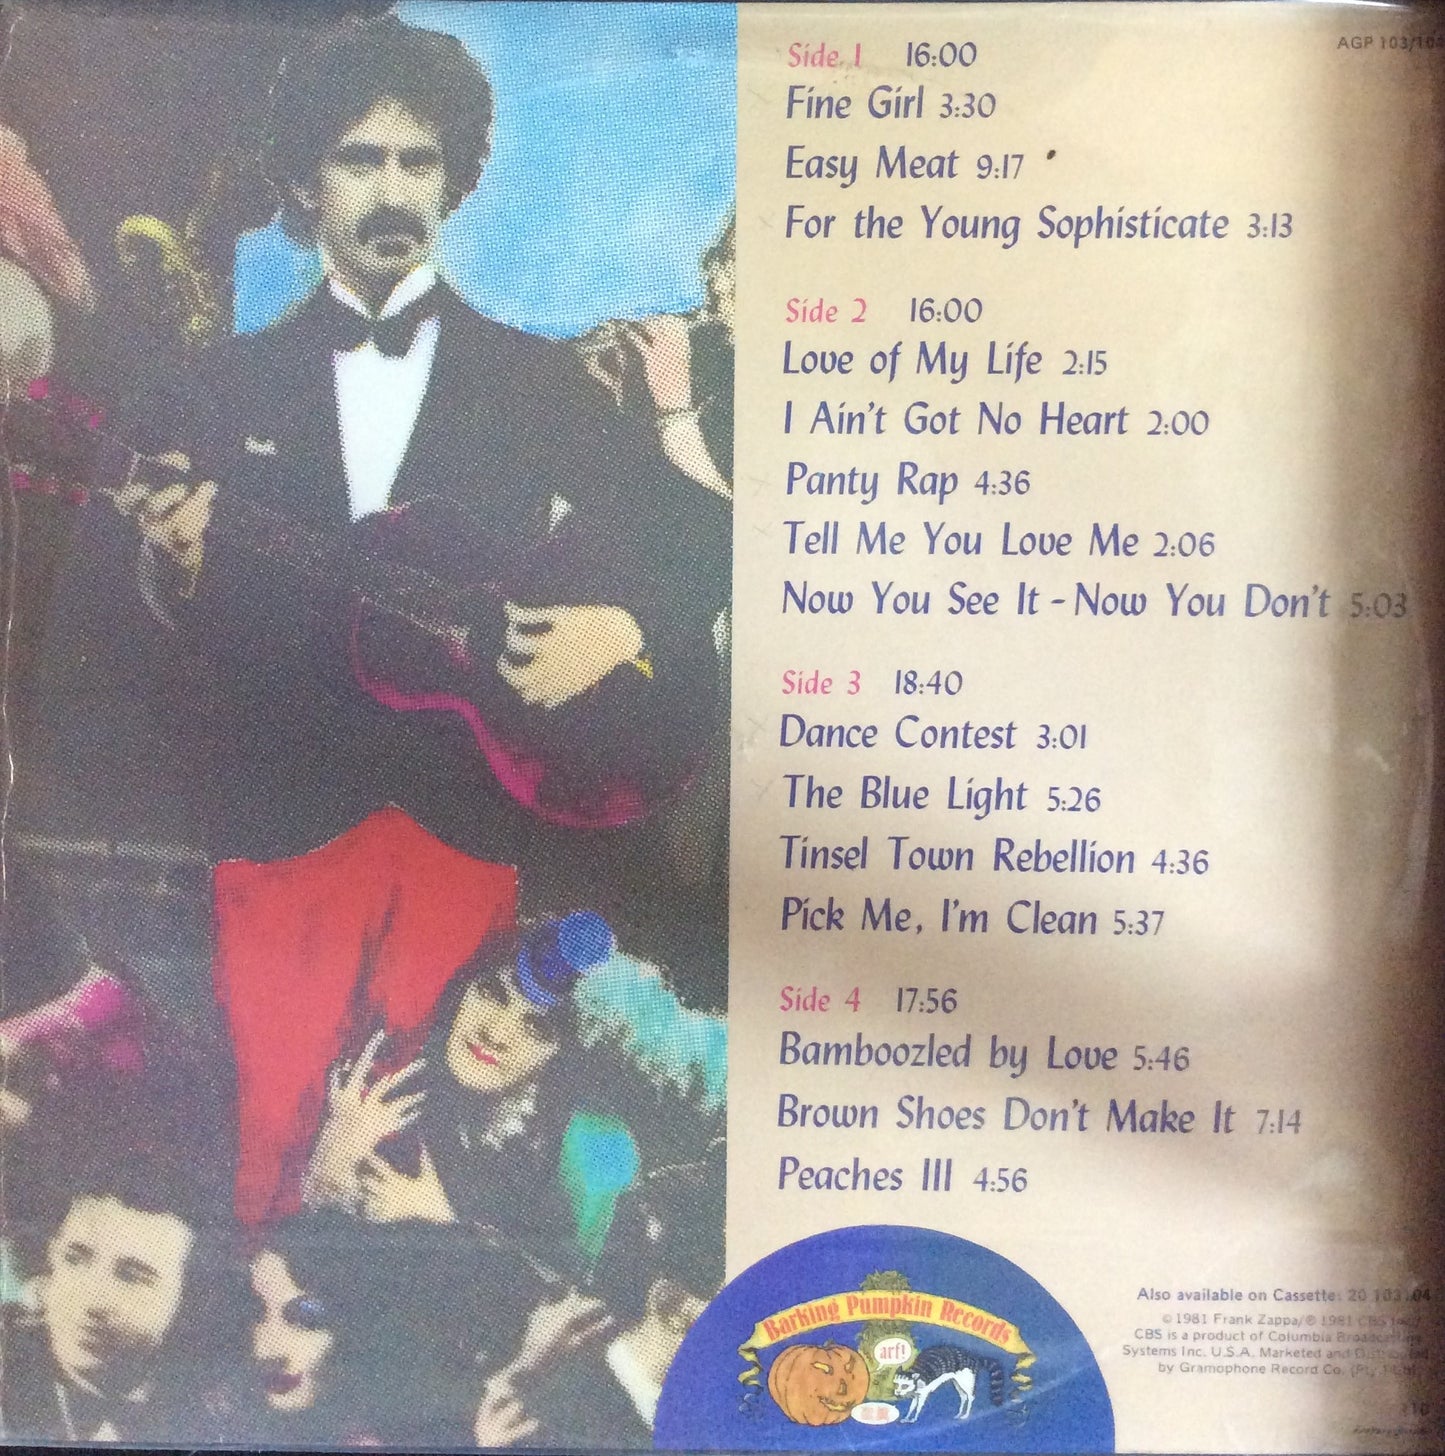 AGP 103/104
Side 1 16:00
Fine Girl 3:30
Easy Meat 9:17
For the Young Sophisticate 3:13
Side 2 16:00
Love of My Life 2:15
I Ain't Got No Heart 2:00
Panty Rap 4:36
Tell Me You Love Me 2:06
Now You See It - Now You Don't 5:03
Side 3 18:40
Dance Contest 3:01
The Blue Light 5:26
Tinsel Town Rebellion 4:36
Pick Me, I'm Clean 5:37
Side 4 17:56
Bamboozled by Love 5:46
Brown Shoes Don't Make It 7:14
Peaches III 4:56
Barking Pumpkin Records
arf!
Also available on Cassette: 20 103/04
© 1981 Frank Zappa/℗ 1981 CBS
CBS is a product of Columbia Broadcasting
Systems Inc. U.S.A. Marketed and Distributed
by Gramophone Record Co.